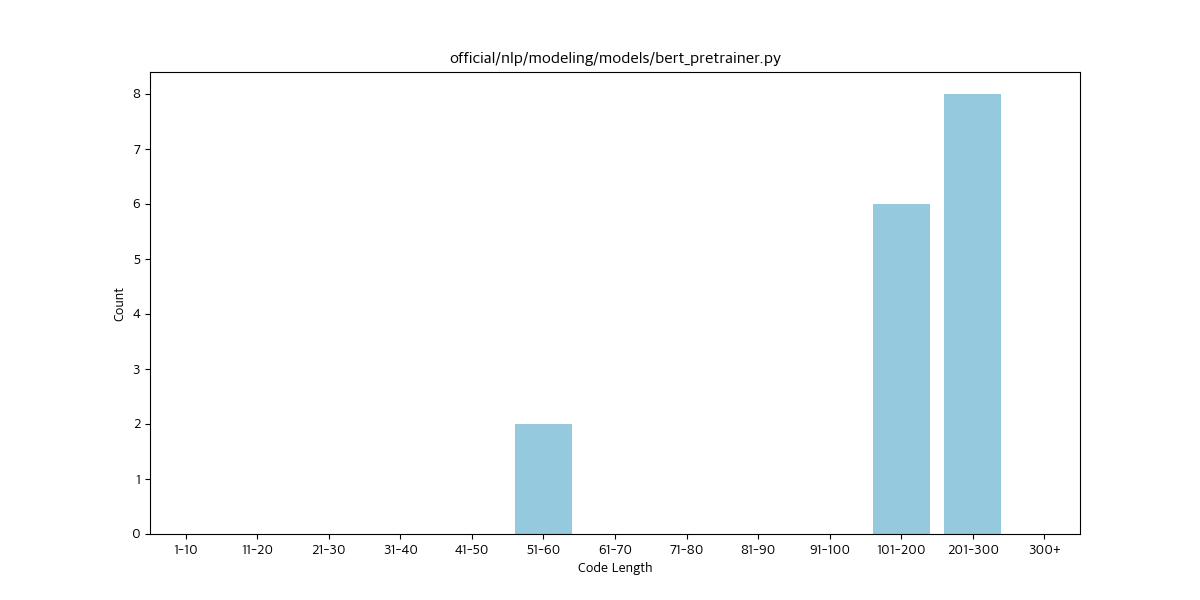 official/nlp/modeling/models/bert_pretrainer.py
8
7
6
5
4
3
2
1
0
Count
1-10 11-20 21-30 31-40 41-50 51-60 61-70 71-80 81-90 91-100 101-200 201-300 300+
Code Length